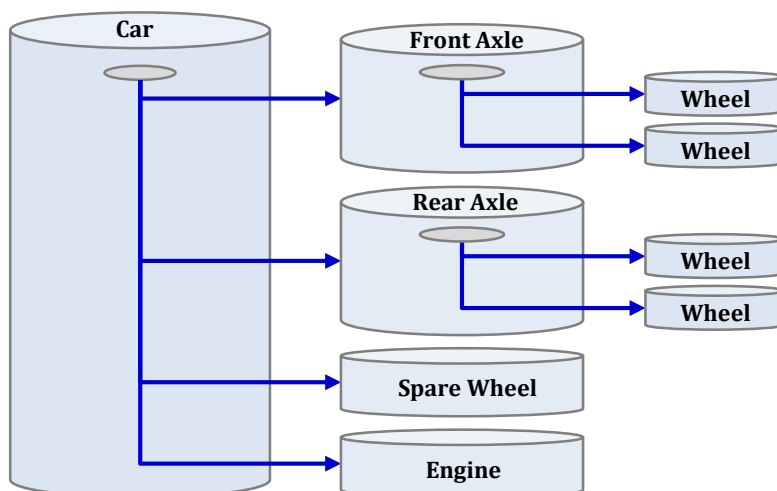 Car
Front Axle
Wheel
Wheel
Rear Axle
Wheel
Wheel
Spare Wheel
Engine